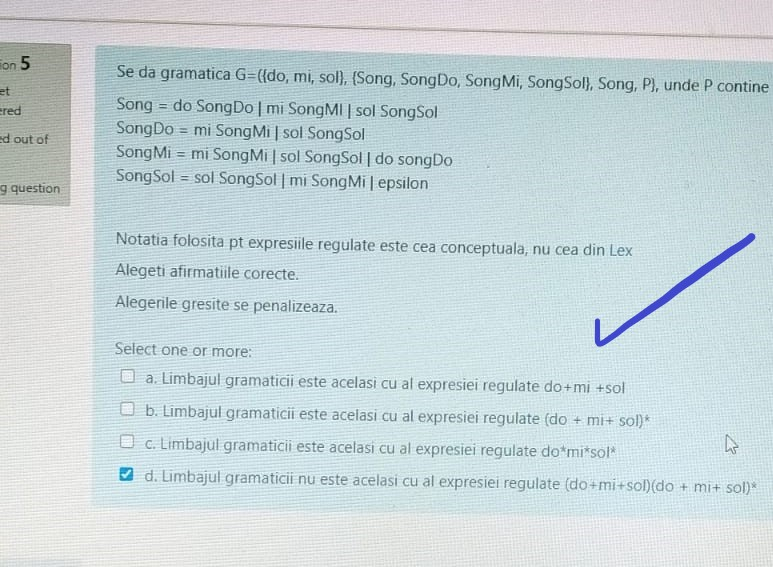 ion 5
et
ered
ed out of
g question
Se da gramatica G=({do, mi, sol}, {Song, SongDo, SongMi, SongSol}, Song, P}, unde P contine
Song = do SongDo | mi SongMI | sol SongSol
SongDo = mi SongMi | sol SongSol
SongMi = mi SongMi | sol SongSol | do songDo
SongSol = sol SongSol | mi SongMi | epsilon
Notatia folosita pt expresiile regulate este cea conceptuala, nu cea din Lex
Alegeti afirmatiile corecte.
Alegerile gresite se penalizeaza.
Select one or more:
a. Limbajul gramaticii este acelasi cu al expresiei regulate do+mi +sol
b. Limbajul gramaticii este acelasi cu al expresiei regulate (do + mi+ sol)*
c. Limbajul gramaticii este acelasi cu al expresiei regulate do*mi*sol*
d. Limbajul gramaticii nu este acelasi cu al expresiei regulate (do+mi+sol)(do + mi+ sol)*